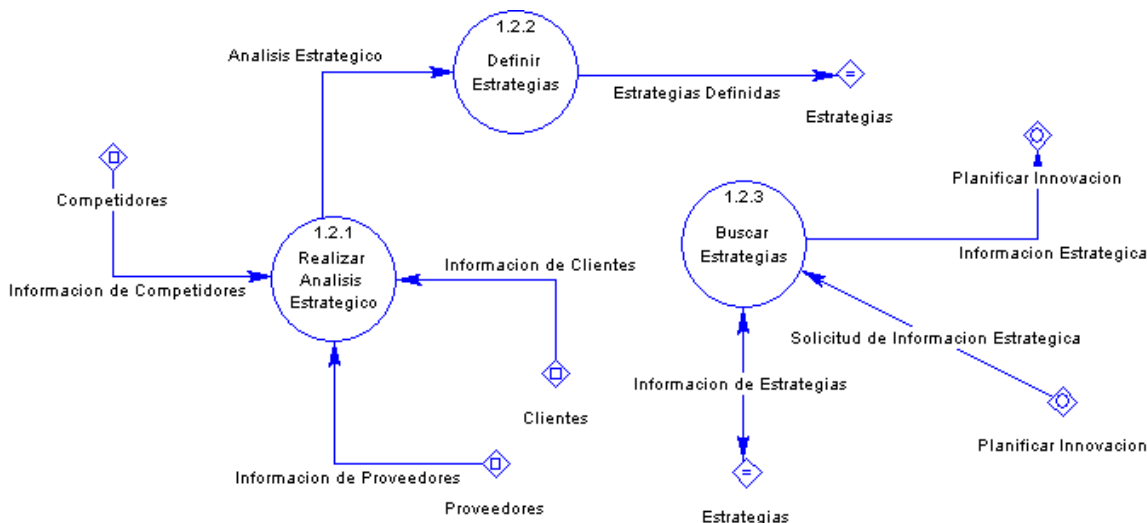 1.2.2
Definir
Estrategias
Analisis Estrategico
Estrategias Definidas
Estrategias
Competidores
Planificar Innovacion
1.2.3
Buscar
Estrategias
1.2.1
Realizar
Analisis
Estrategico
Informacion de Clientes
Informacion Estrategica
Informacion de Competidores
Solicitud de Informacion Estrategica
Informacion de Estrategias
Clientes
Planificar Innovacion
Informacion de Proveedores
Proveedores
Estrategias